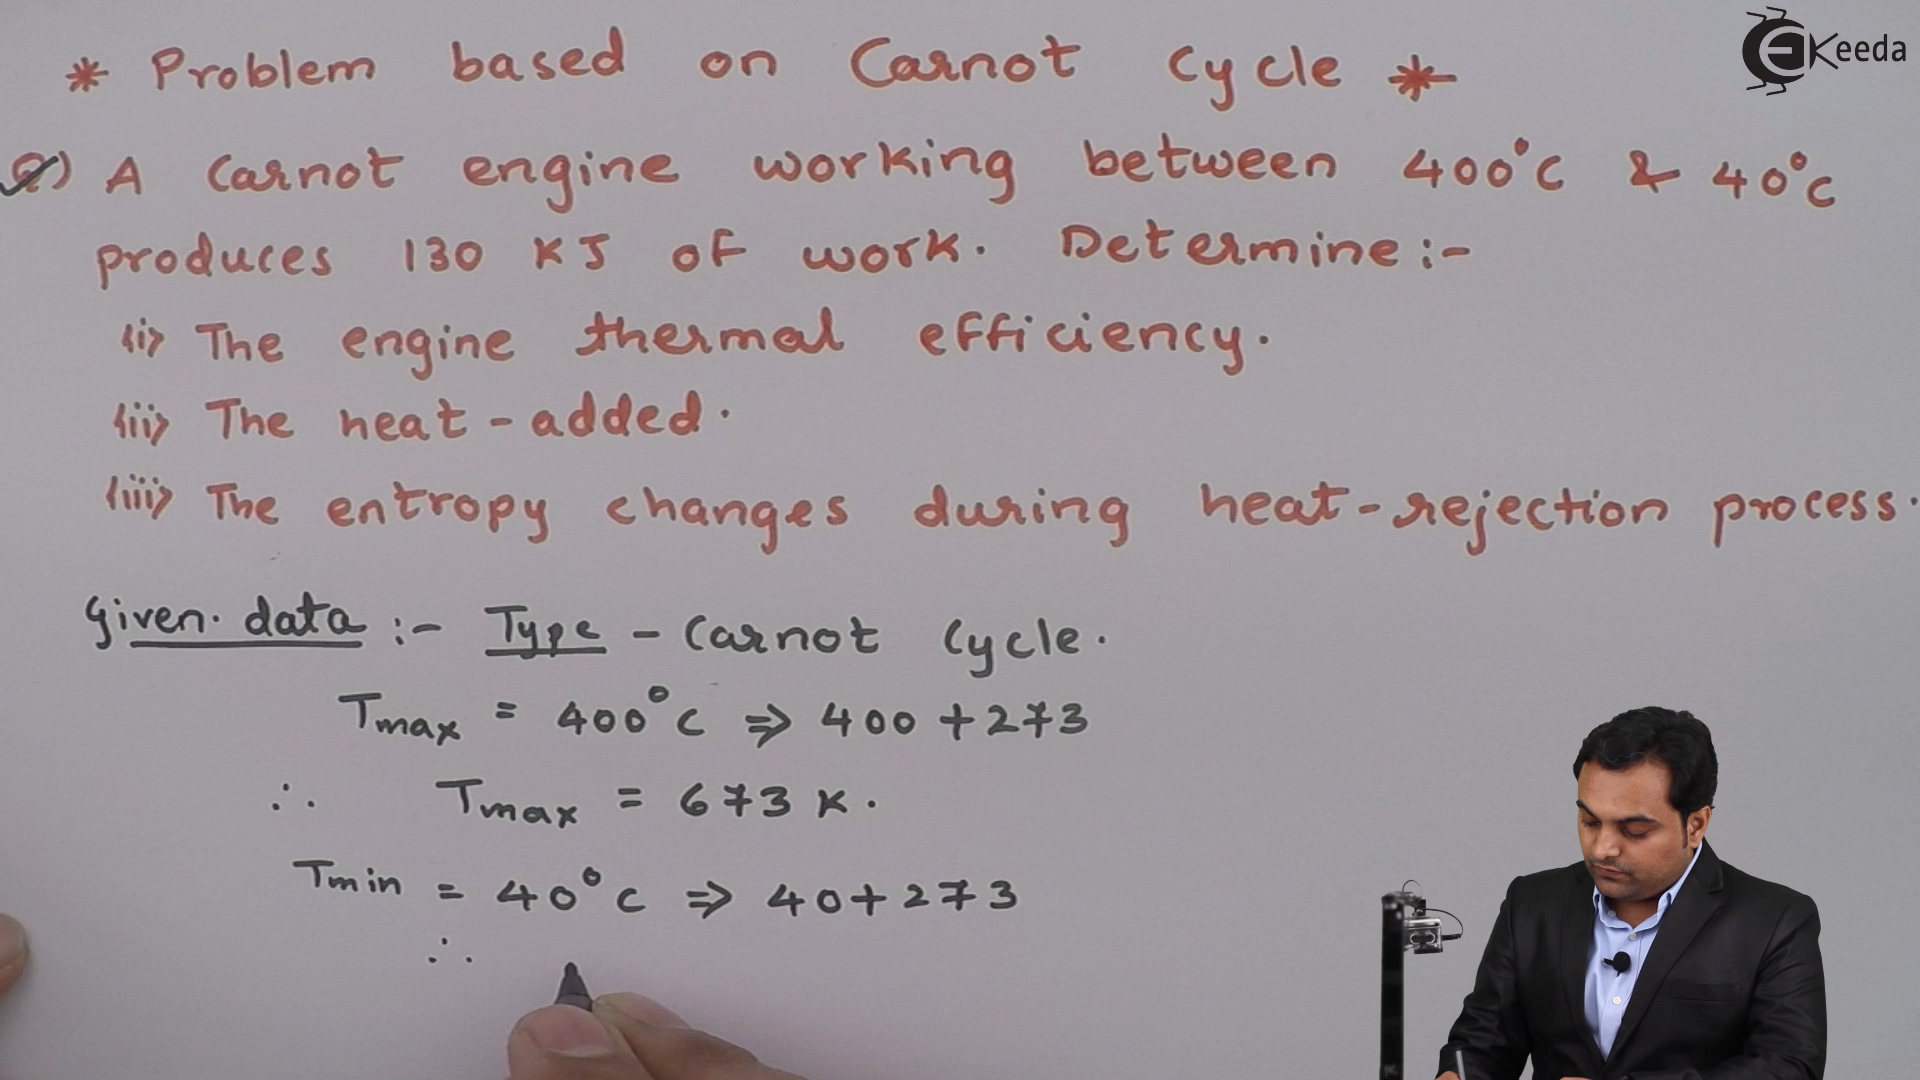 Keeda
* Problem based on Carnot Cycle *
Q) A Carnot engine working between 400°C & 40°C
produces 130 KJ of work. Determine:-
(i) The engine thermal efficiency.
(ii) The heat-added.
(iii) The entropy changes during heat-rejection process.
Given data :- Type - Carnot Cycle.
Tmax = 400°C ⇒ 400 + 273
∴ Tmax = 673 K.
Tmin = 40°C ⇒ 40 + 273
∴